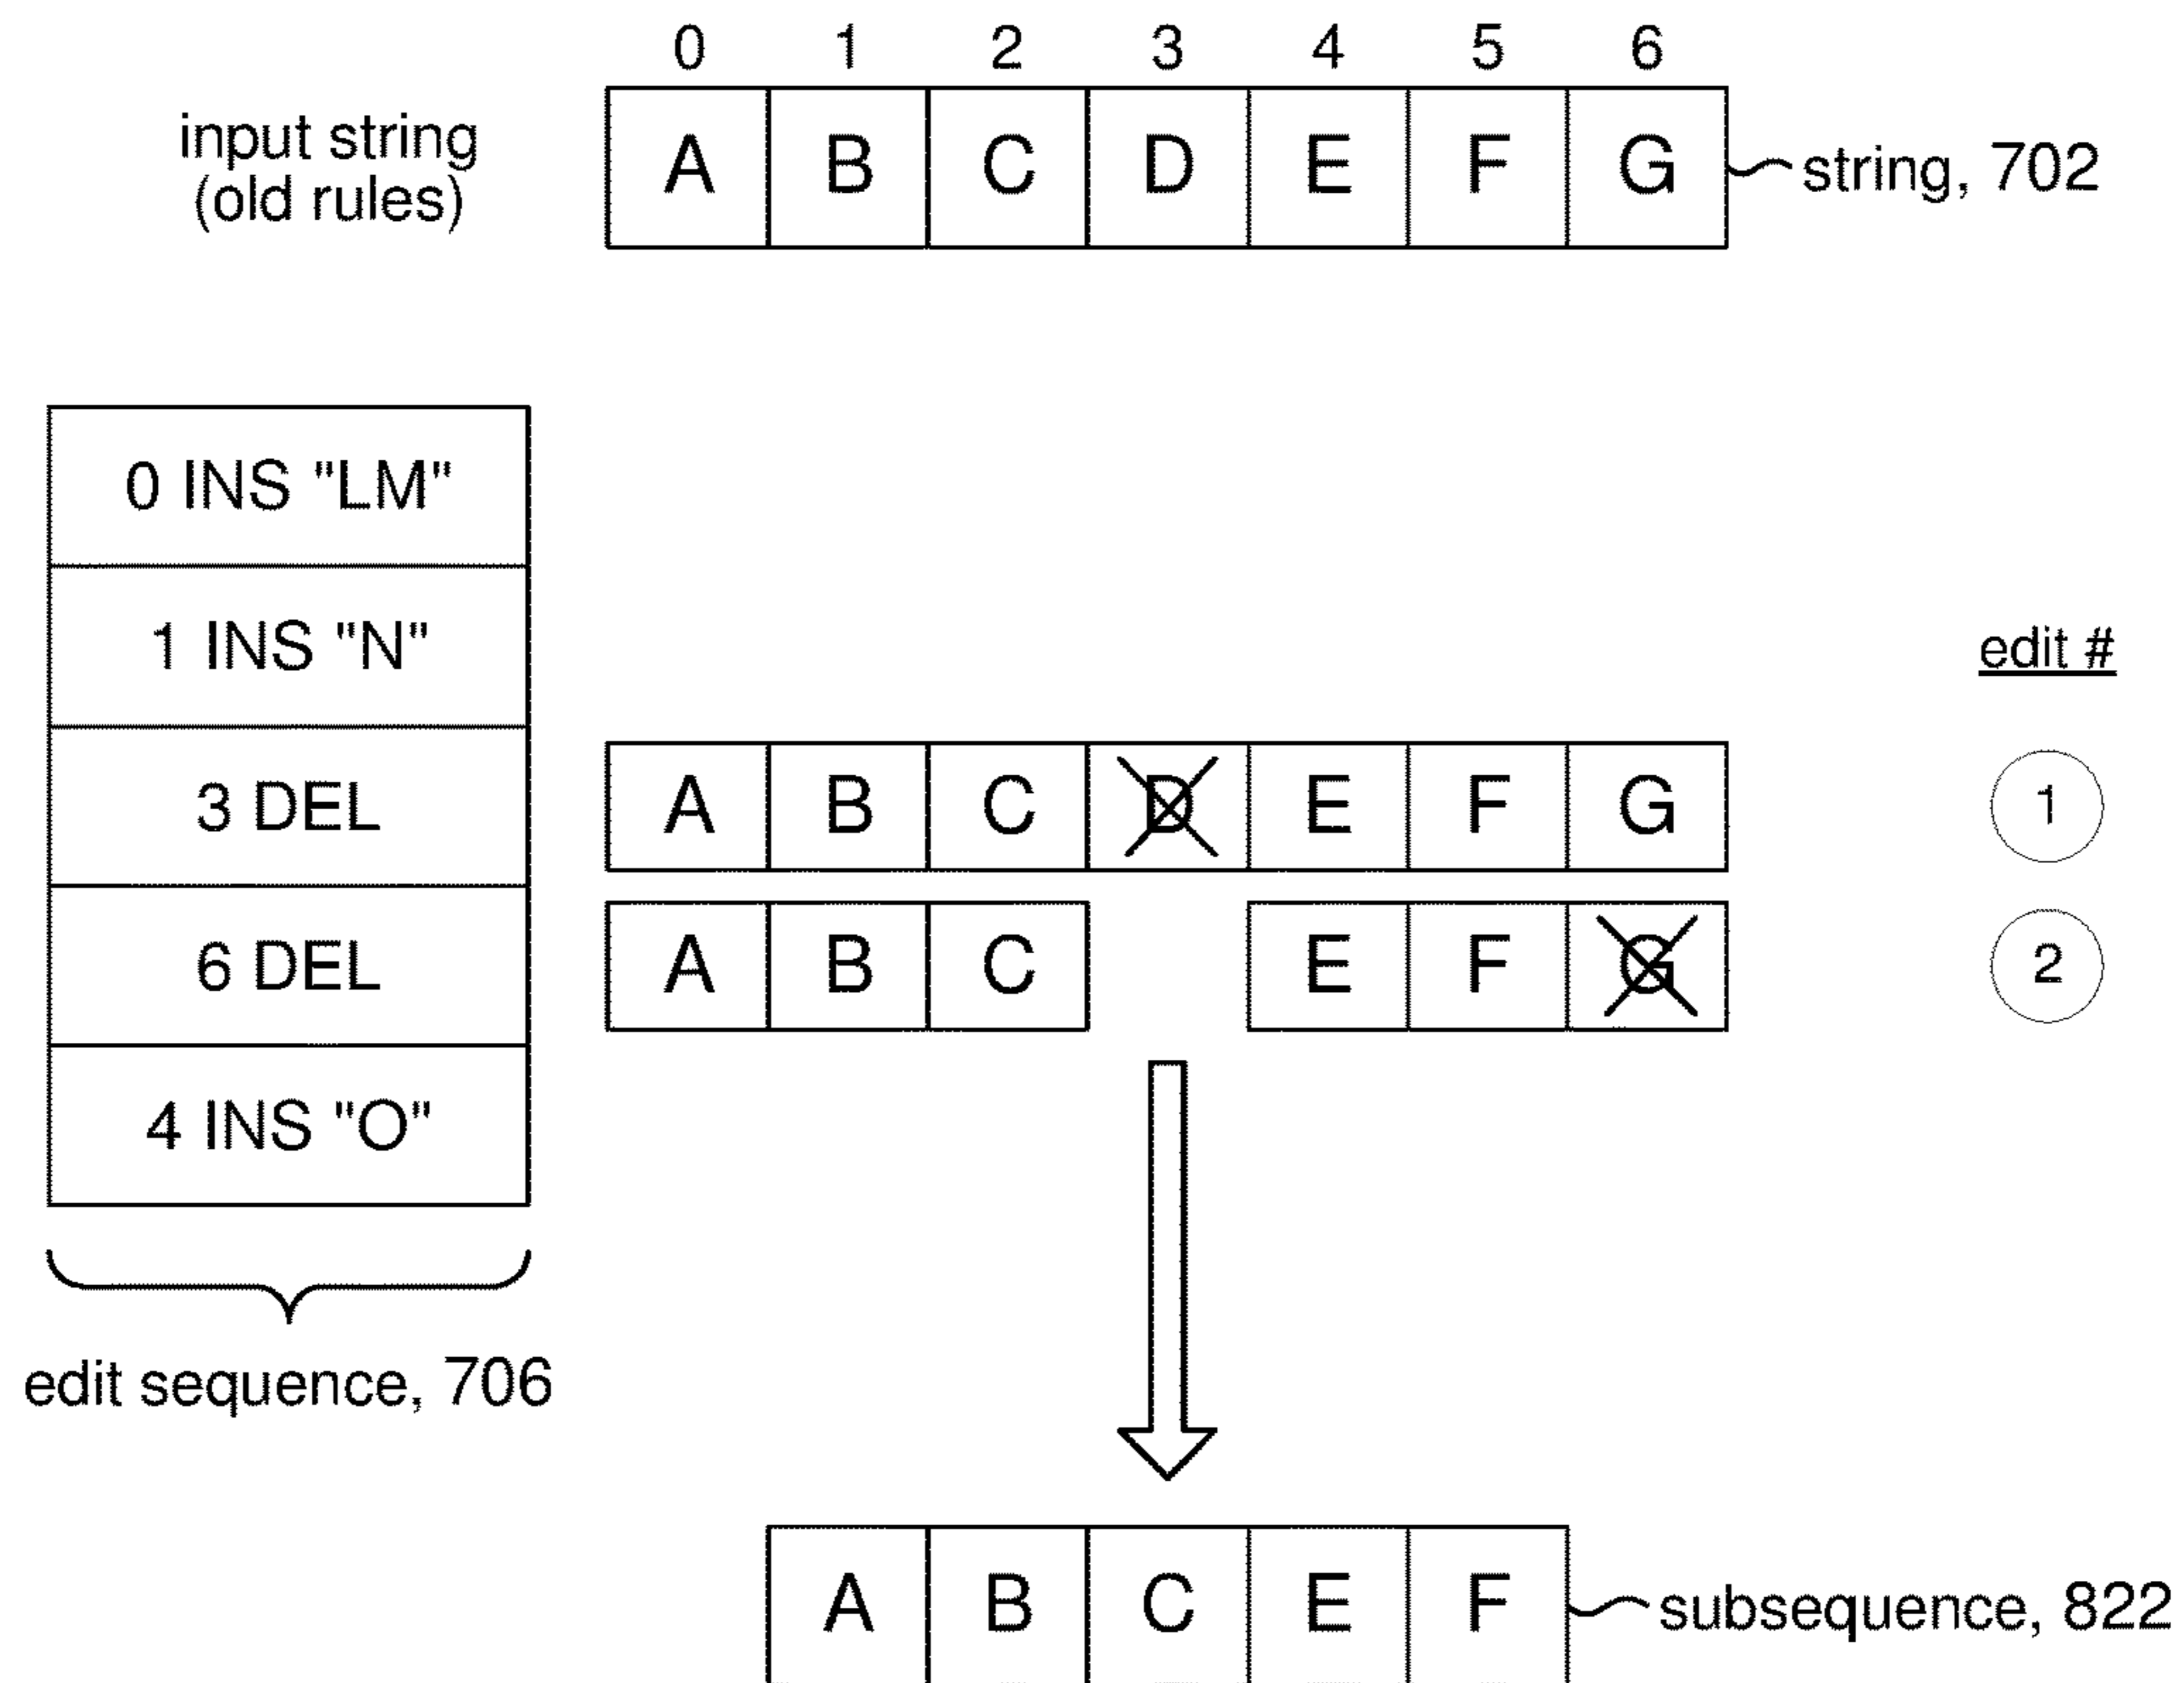 0 1 2 3 4 5 6
input string
(old rules)
A B C D E F G
string, 702
0 INS "LM"
1 INS "N"
edit #
3 DEL
A B C D E F G
1
6 DEL
A B C E F G
2
4 INS "O"
edit sequence, 706
A B C E F
subsequence, 822